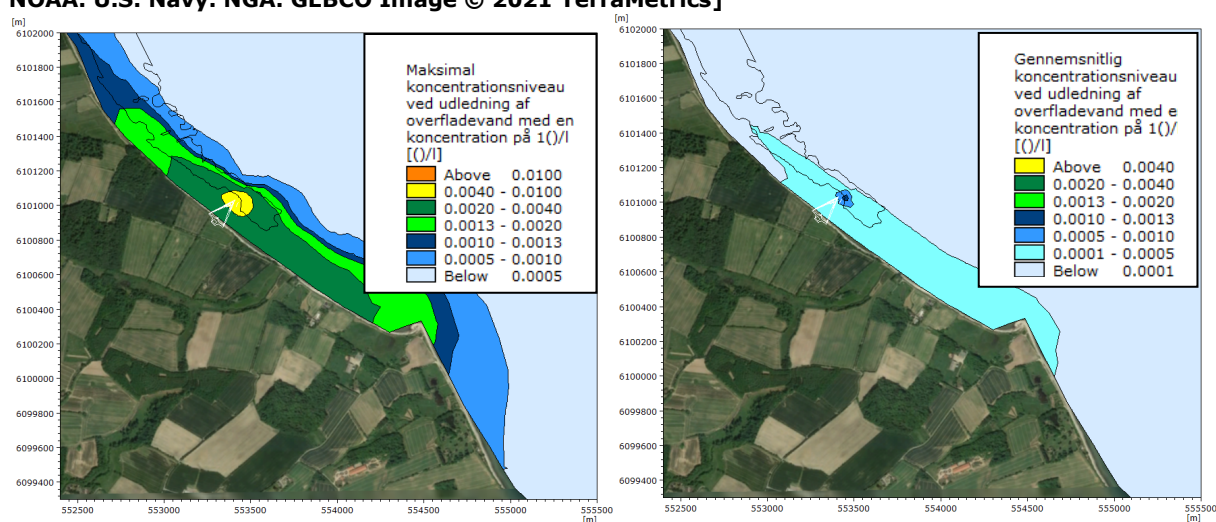 NOAA. U.S. Navy. NGA. GEBCO Image © 2021 TerraMetrics]
[m]
6102000
6101800
6101600
6101400
6101200
6101000
6100800
6100600
6100400
6100200
6100000
6099800
6099600
6099400
552500 553000 553500 554000 554500 555000 555500
[m]
Maksimal
koncentrationsniveau
ved udledning af
overfladevand med en
koncentration på 1()/l
[()/l]
Above 0.0100
0.0040 - 0.0100
0.0020 - 0.0040
0.0013 - 0.0020
0.0010 - 0.0013
0.0005 - 0.0010
Below 0.0005
[m]
6102000
6101800
6101600
6101400
6101200
6101000
6100800
6100600
6100400
6100200
6100000
6099800
6099600
6099400
552500 553000 553500 554000 554500 555000 555500
[m]
Gennemsnitlig
koncentrationsniveau
ved udledning af
overfladevand med e
koncentration på 1()/
[()/l]
Above 0.0040
0.0020 - 0.0040
0.0013 - 0.0020
0.0010 - 0.0013
0.0005 - 0.0010
0.0001 - 0.0005
Below 0.0001